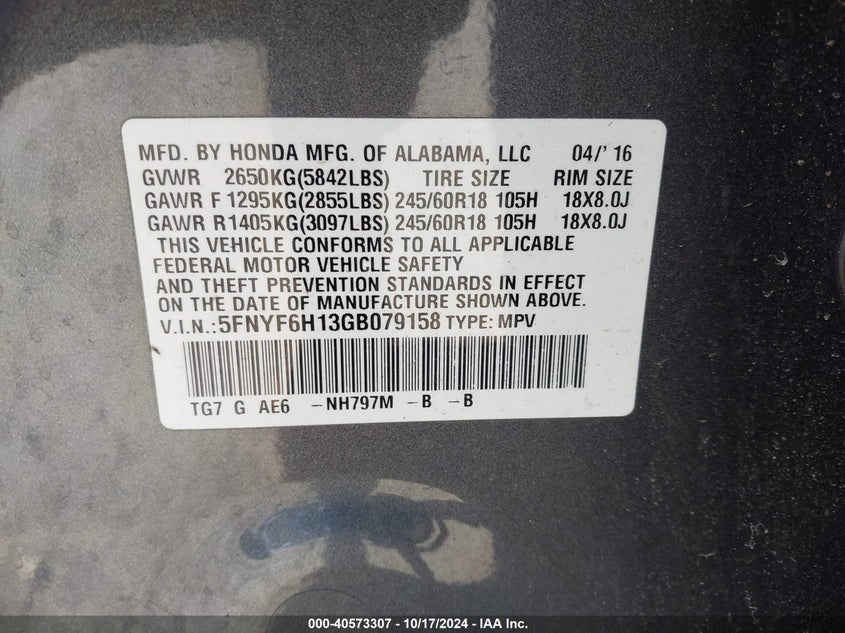 MFD. BY HONDA MFG. OF ALABAMA, LLC 04/' 16
GVWR 2650KG(5842LBS) TIRE SIZE RIM SIZE
GAWR F 1295KG(2855LBS) 245/60R18 105H 18X8.0J
GAWR R1405KG(3097LBS) 245/60R18 105H 18X8.0J
THIS VEHICLE CONFORMS TO ALL APPLICABLE
FEDERAL MOTOR VEHICLE SAFETY
AND THEFT PREVENTION STANDARDS IN EFFECT
ON THE DATE OF MANUFACTURE SHOWN ABOVE.
V.I.N.:5FNYF6H13GB079158 TYPE: MPV
TG7 G AE6 -NH797M -B -B
000-40573307 - 10/17/2024 - IAA Inc.